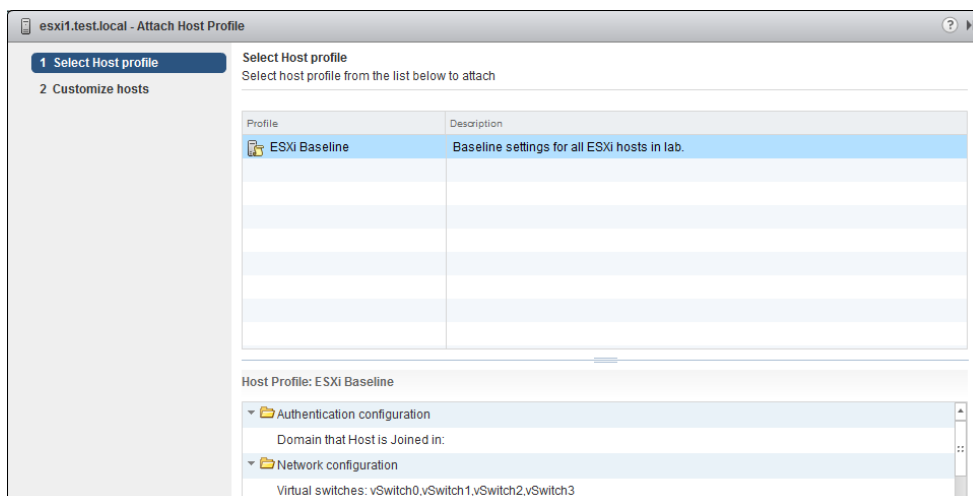 esxi1.test.local - Attach Host Profile
?
1 Select Host profile
2 Customize hosts
Select Host profile
Select host profile from the list below to attach
Profile Description
ESXi Baseline Baseline settings for all ESXi hosts in lab.
Host Profile: ESXi Baseline
Authentication configuration
Domain that Host is Joined in:
Network configuration
Virtual switches: vSwitch0,vSwitch1,vSwitch2,vSwitch3